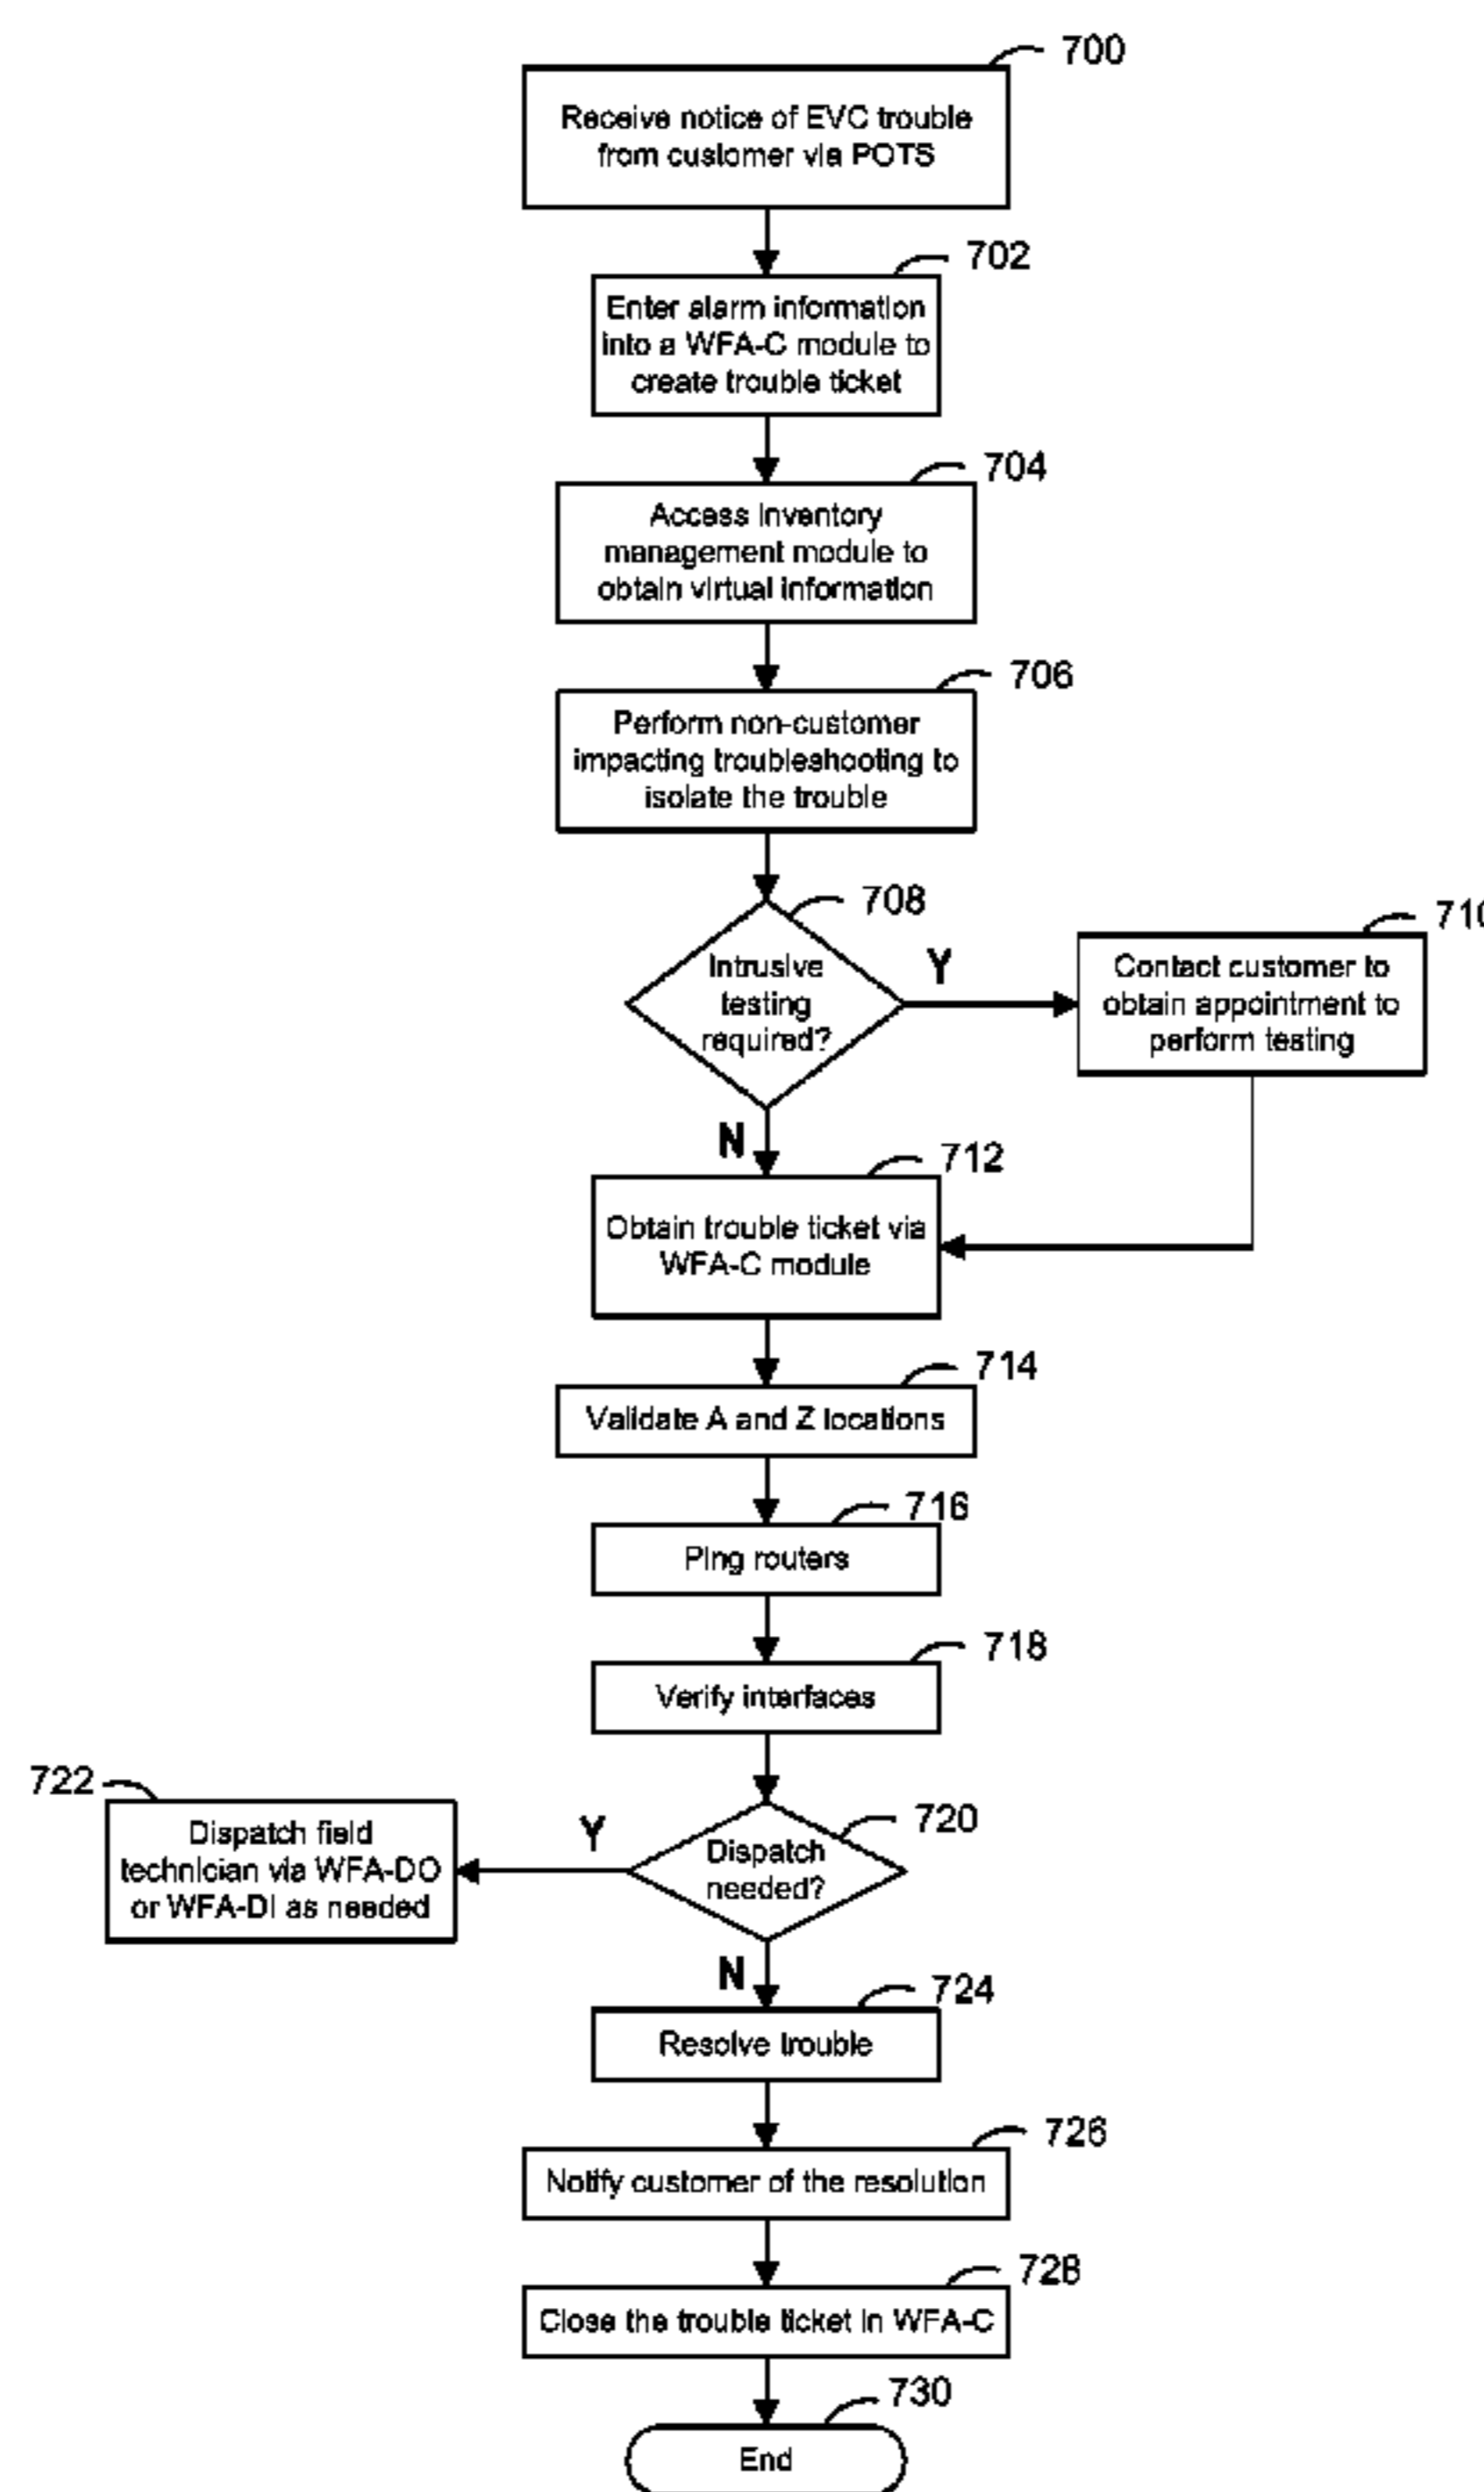 700
Receive notice of EVC trouble
from customer via POTS
702
Enter alarm information
into a WFA-C module to
create trouble ticket
704
Access inventory
management module to
obtain virtual information
706
Perform non-customer
impacting troubleshooting to
isolate the trouble
708
Intrusive
testing
required?
Y
710
Contact customer to
obtain appointment to
perform testing
N
712
Obtain trouble ticket via
WFA-C module
714
Validate A and Z locations
716
Ping routers
718
Verify interfaces
720
Dispatch
needed?
Y
722
Dispatch field
technician via WFA-DO
or WFA-DI as needed
N
724
Resolve trouble
726
Notify customer of the resolution
728
Close the trouble ticket in WFA-C
730
End